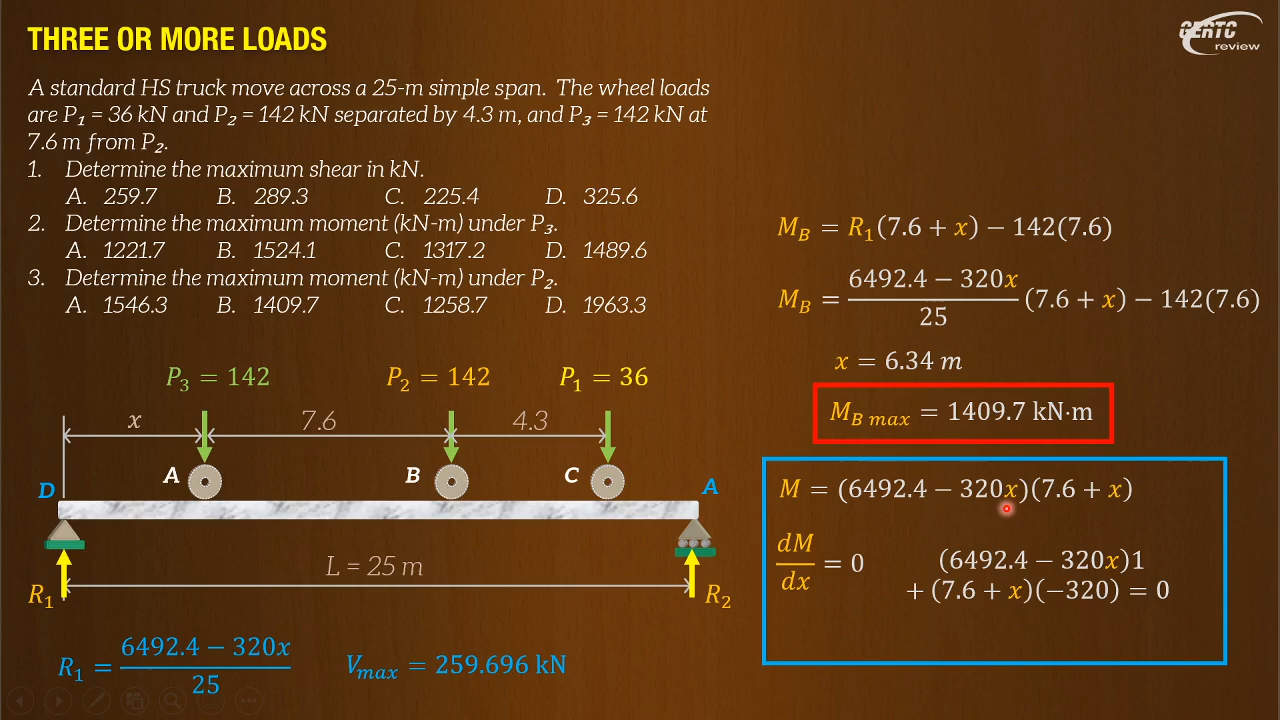 THREE OR MORE LOADS
GERTC
review
A standard HS truck move across a 25-m simple span. The wheel loads
are P₁ = 36 kN and P₂ = 142 kN separated by 4.3 m, and P₃ = 142 kN at
7.6 m from P₂.
1. Determine the maximum shear in kN.
A. 259.7 B. 289.3 C. 225.4 D. 325.6
2. Determine the maximum moment (kN-m) under P₃.
A. 1221.7 B. 1524.1 C. 1317.2 D. 1489.6
3. Determine the maximum moment (kN-m) under P₂.
A. 1546.3 B. 1409.7 C. 1258.7 D. 1963.3
P₃ = 142 P₂ = 142 P₁ = 36
x 7.6 4.3
A B C
D A
L = 25 m
R₁ R₂
R₁ = (6492.4 − 320x)/25 V_max = 259.696 kN
M_B = R₁(7.6 + x) − 142(7.6)
M_B = (6492.4 − 320x)/25 (7.6 + x) − 142(7.6)
x = 6.34 m
M_B max = 1409.7 kN·m
M = (6492.4 − 320x)(7.6 + x)
dM/dx = 0 (6492.4 − 320x)1
+ (7.6 + x)(−320) = 0